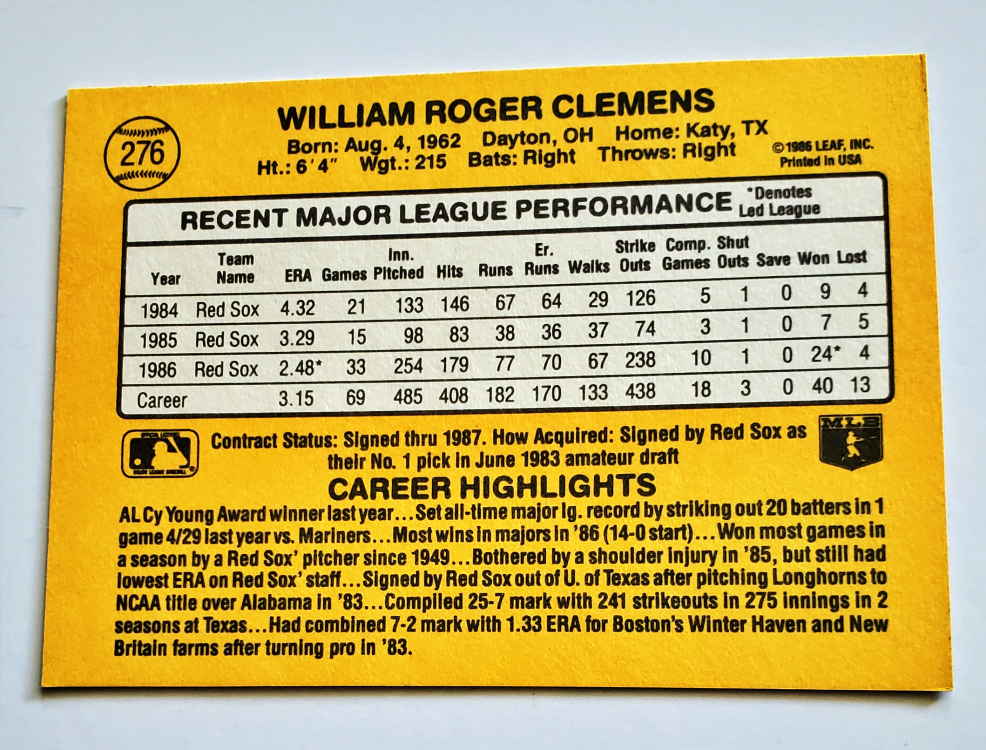 276
WILLIAM ROGER CLEMENS
Born: Aug. 4, 1962 Dayton, OH Home: Katy, TX
Ht.: 6'4" Wgt.: 215 Bats: Right Throws: Right
©1986 LEAF, INC.
Printed in USA
RECENT MAJOR LEAGUE PERFORMANCE *Denotes Led League
Year Team Name ERA Games Inn. Pitched Hits Runs Er. Runs Walks Strike Outs Comp. Games Shut Outs Save Won Lost
1984 Red Sox 4.32 21 133 146 67 64 29 126 5 1 0 9 4
1985 Red Sox 3.29 15 98 83 38 36 37 74 3 1 0 7 5
1986 Red Sox 2.48* 33 254 179 77 70 67 238 10 1 0 24* 4
Career 3.15 69 485 408 182 170 133 438 18 3 0 40 13
Contract Status: Signed thru 1987. How Acquired: Signed by Red Sox as
their No. 1 pick in June 1983 amateur draft
MLB
CAREER HIGHLIGHTS
AL Cy Young Award winner last year...Set all-time major lg. record by striking out 20 batters in 1
game 4/29 last year vs. Mariners...Most wins in majors in '86 (14-0 start)...Won most games in
a season by a Red Sox' pitcher since 1949...Bothered by a shoulder injury in '85, but still had
lowest ERA on Red Sox' staff...Signed by Red Sox out of U. of Texas after pitching Longhorns to
NCAA title over Alabama in '83...Compiled 25-7 mark with 241 strikeouts in 275 innings in 2
seasons at Texas...Had combined 7-2 mark with 1.33 ERA for Boston's Winter Haven and New
Britain farms after turning pro in '83.